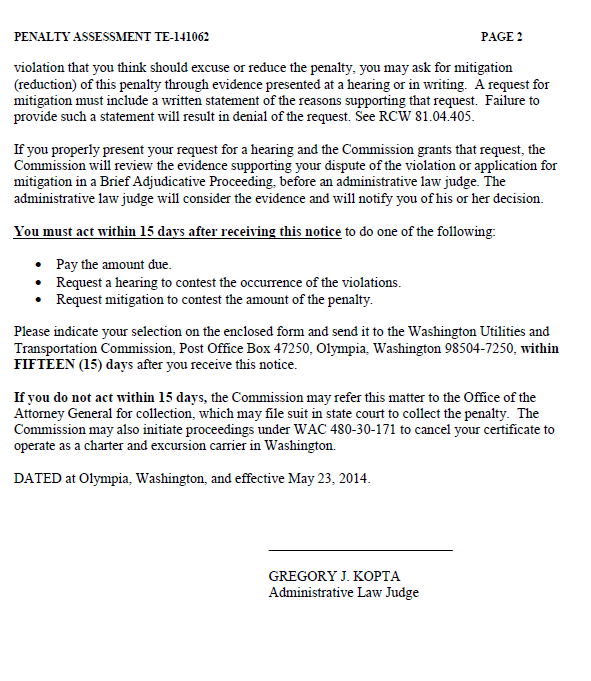 PENALTY ASSESSMENT TE-141062 PAGE 2
violation that you think should excuse or reduce the penalty, you may ask for mitigation
(reduction) of this penalty through evidence presented at a hearing or in writing. A request for
mitigation must include a written statement of the reasons supporting that request. Failure to
provide such a statement will result in denial of the request. See RCW 81.04.405.
If you properly present your request for a hearing and the Commission grants that request, the
Commission will review the evidence supporting your dispute of the violation or application for
mitigation in a Brief Adjudicative Proceeding, before an administrative law judge. The
administrative law judge will consider the evidence and will notify you of his or her decision.
You must act within 15 days after receiving this notice to do one of the following:
• Pay the amount due.
• Request a hearing to contest the occurrence of the violations.
• Request mitigation to contest the amount of the penalty.
Please indicate your selection on the enclosed form and send it to the Washington Utilities and
Transportation Commission, Post Office Box 47250, Olympia, Washington 98504-7250, within
FIFTEEN (15) days after you receive this notice.
If you do not act within 15 days, the Commission may refer this matter to the Office of the
Attorney General for collection, which may file suit in state court to collect the penalty. The
Commission may also initiate proceedings under WAC 480-30-171 to cancel your certificate to
operate as a charter and excursion carrier in Washington.
DATED at Olympia, Washington, and effective May 23, 2014.
GREGORY J. KOPTA
Administrative Law Judge